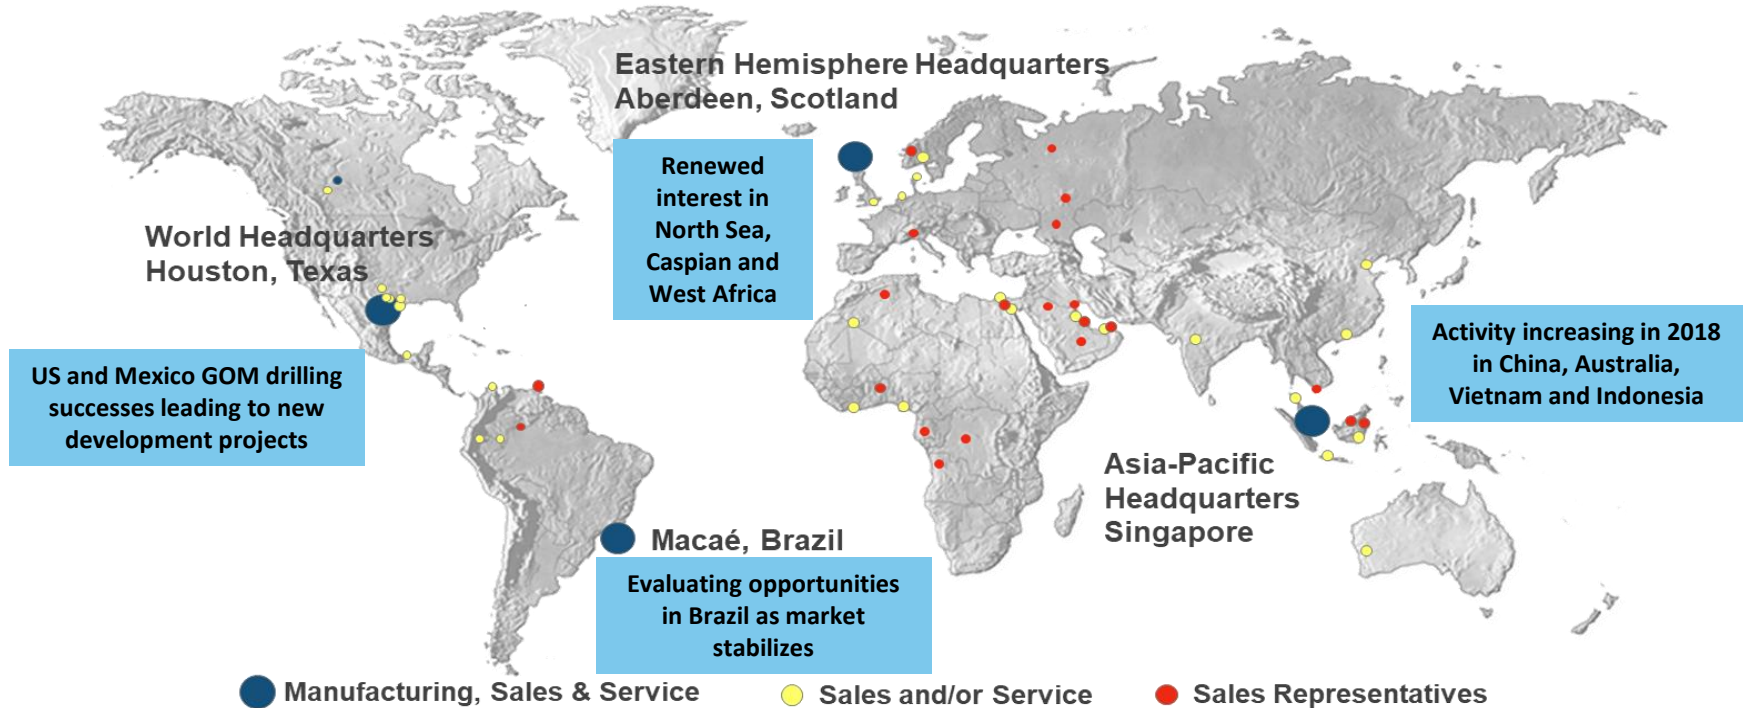 Eastern Hemisphere Headquarters
Aberdeen, Scotland
Renewed
interest in
North Sea,
Caspian and
West Africa
World Headquarters
Houston, Texas
US and Mexico GOM drilling
successes leading to new
development projects
Activity increasing in 2018
in China, Australia,
Vietnam and Indonesia
Asia-Pacific
Headquarters
Singapore
Macaé, Brazil
Evaluating opportunities
in Brazil as market
stabilizes
Manufacturing, Sales & Service
Sales and/or Service
Sales Representatives